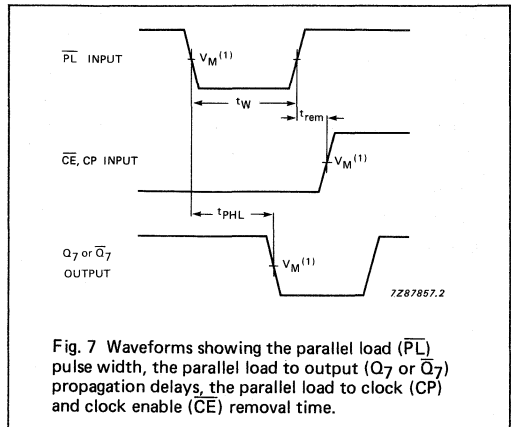 PL INPUT
VM(1)
tW
trem
CE, CP INPUT
VM(1)
tPHL
Q7 or Q7
OUTPUT
VM(1)
7Z87857.2
Fig. 7 Waveforms showing the parallel load (PL)
pulse width, the parallel load to output (Q7 or Q7)
propagation delays, the parallel load to clock (CP)
and clock enable (CE) removal time.